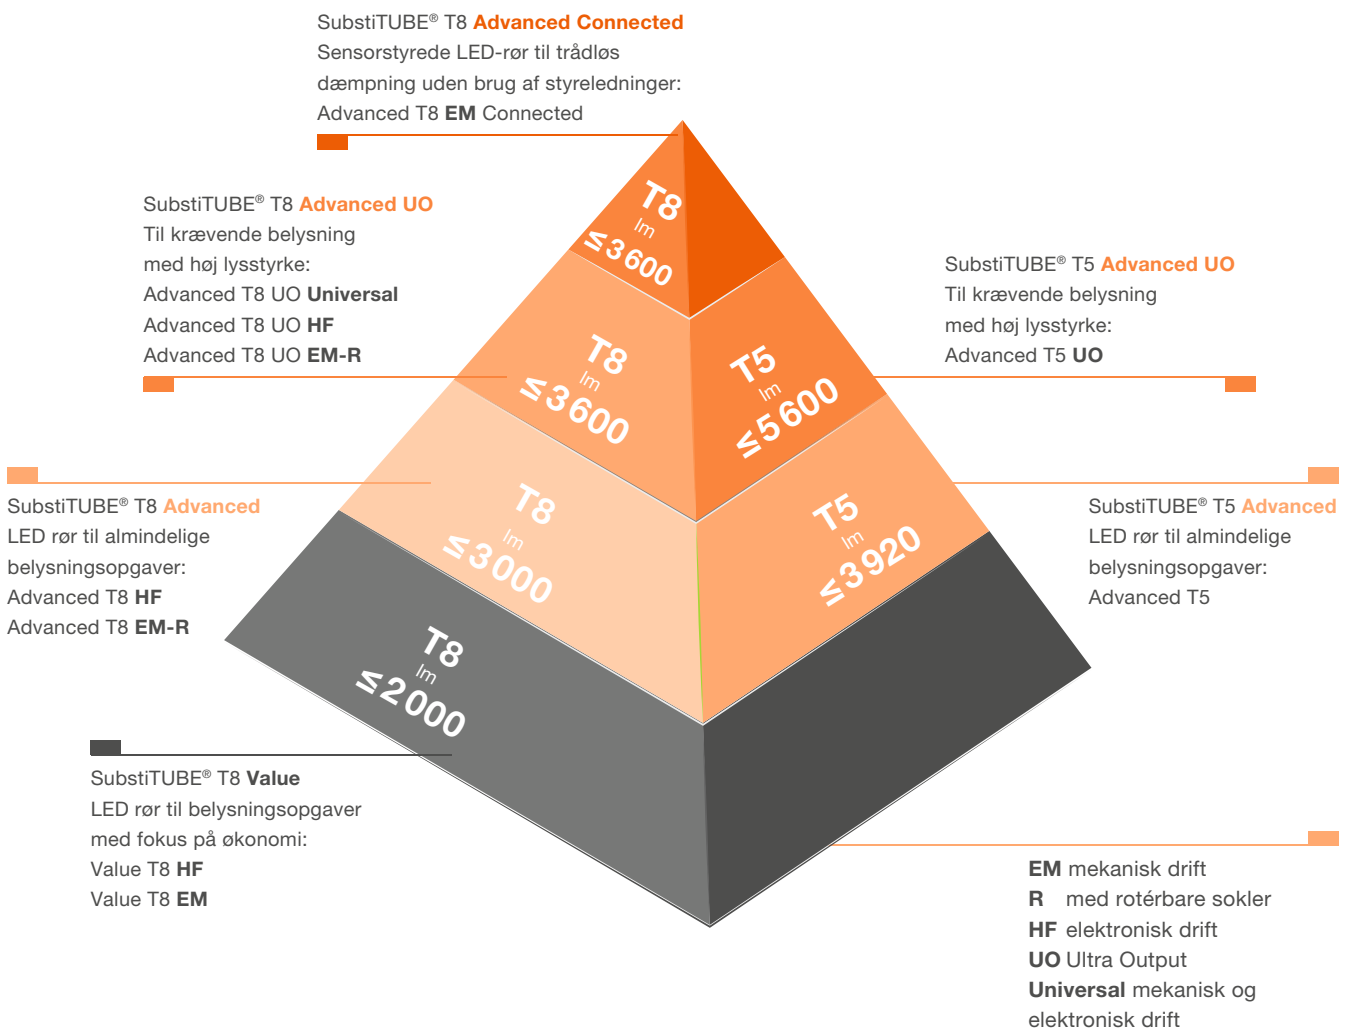 SubstiTUBE® T8 Advanced Connected
Sensorstyrede LED-rør til trådløs
dæmpning uden brug af styreledninger:
Advanced T8 EM Connected
SubstiTUBE® T8 Advanced UO
Til krævende belysning
med høj lysstyrke:
Advanced T8 UO Universal
Advanced T8 UO HF
Advanced T8 UO EM-R
SubstiTUBE® T5 Advanced UO
Til krævende belysning
med høj lysstyrke:
Advanced T5 UO
T8
lm
≤3600
T8
lm
≤3600
T5
lm
≤5600
T8
lm
≤3000
T5
lm
≤3920
T8
lm
≤2000
SubstiTUBE® T8 Advanced
LED rør til almindelige
belysningsopgaver:
Advanced T8 HF
Advanced T8 EM-R
SubstiTUBE® T5 Advanced
LED rør til almindelige
belysningsopgaver:
Advanced T5
SubstiTUBE® T8 Value
LED rør til belysningsopgaver
med fokus på økonomi:
Value T8 HF
Value T8 EM
EM mekanisk drift
R med rotérbare sokler
HF elektronisk drift
UO Ultra Output
Universal mekanisk og
elektronisk drift